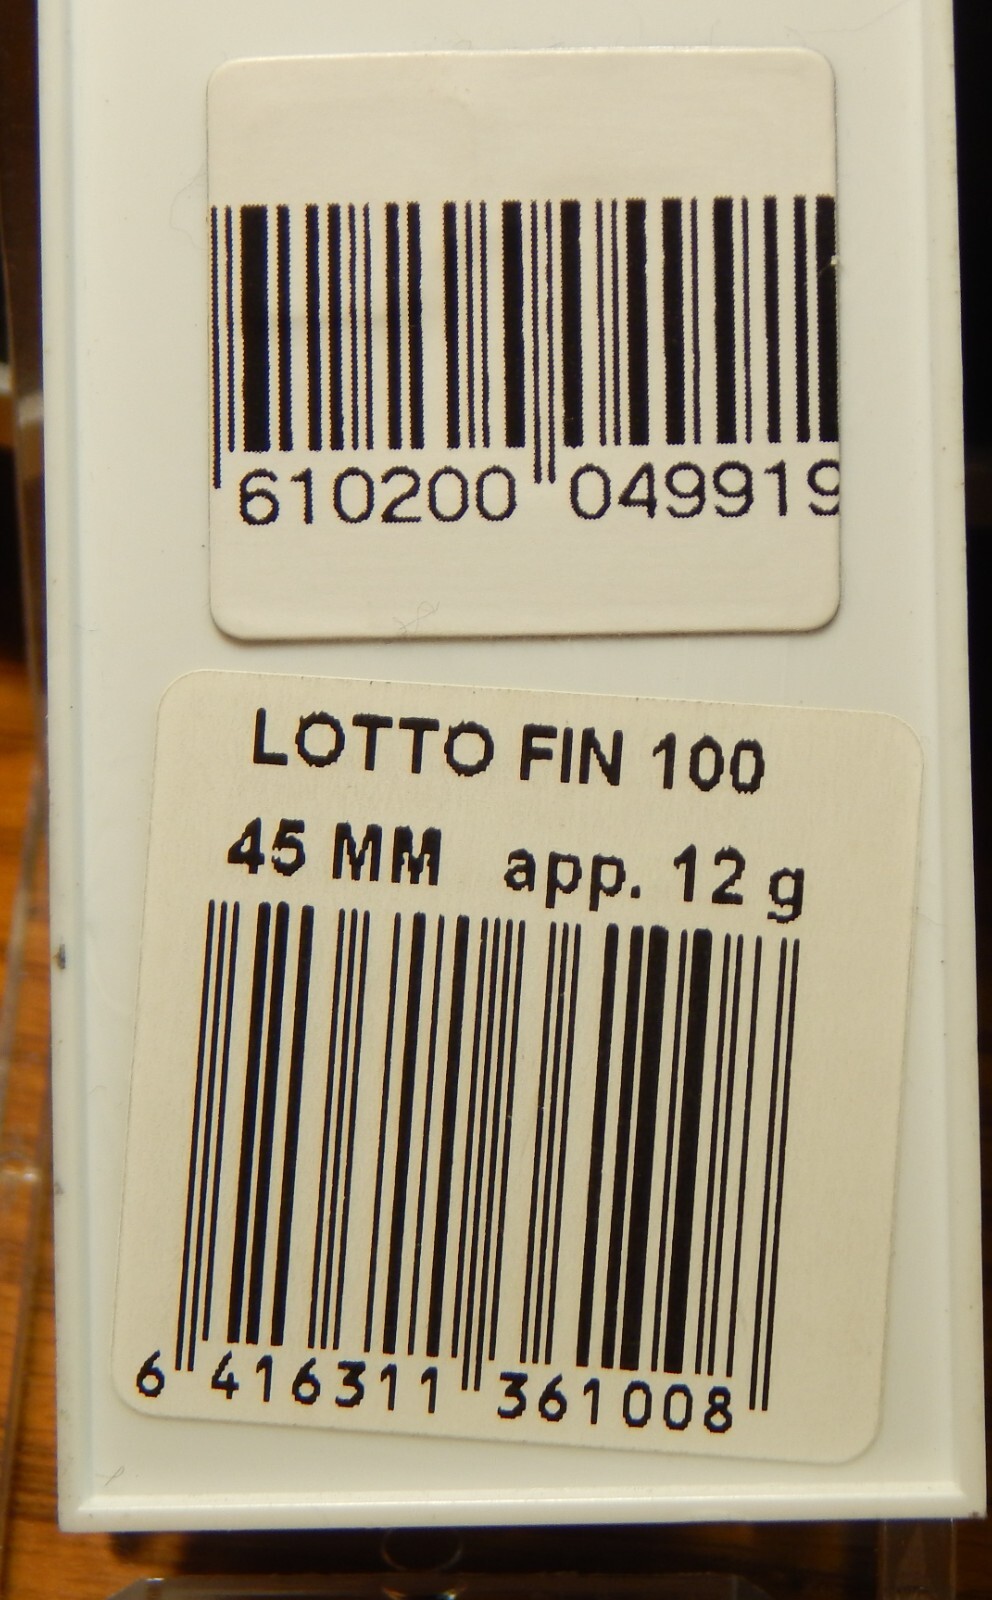 610200 049919
LOTTO FIN 100
45 MM app. 12 g
6 416311 361008